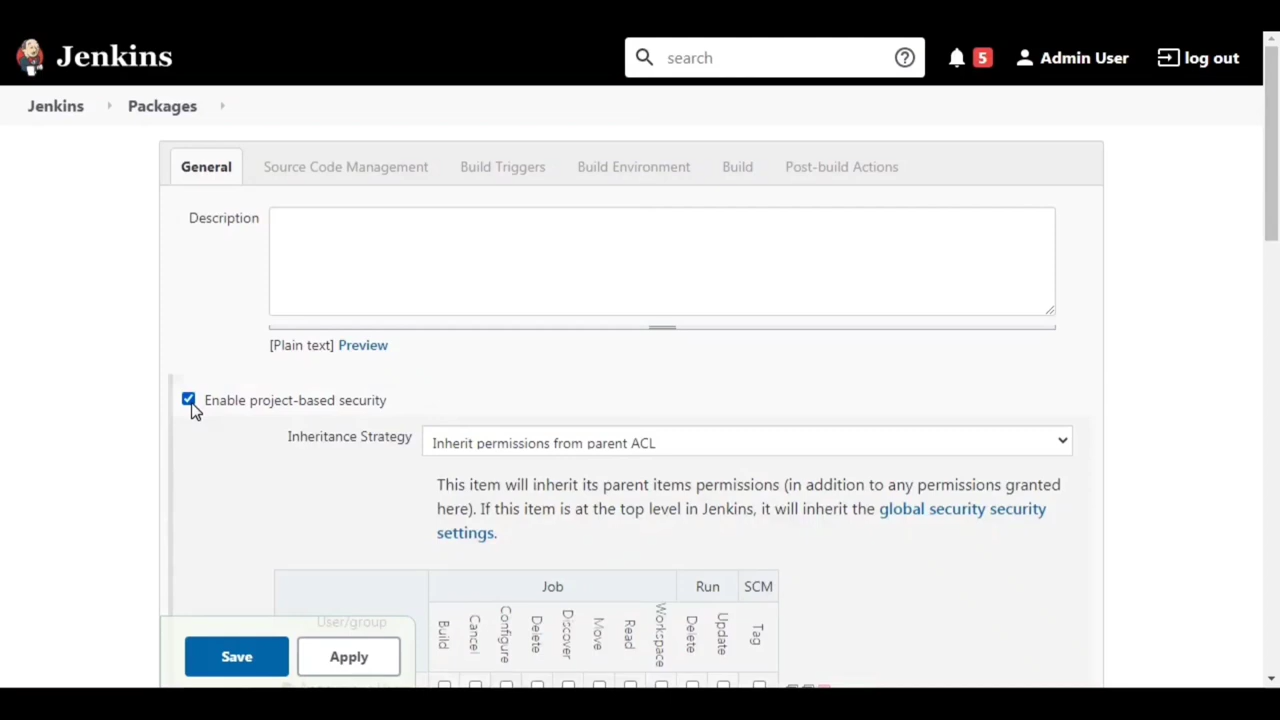 Jenkins
search
5
Admin User
log out
Jenkins
Packages
General
Source Code Management
Build Triggers
Build Environment
Build
Post-build Actions
Description
[Plain text] Preview
Enable project-based security
Inheritance Strategy
Inherit permissions from parent ACL
This item will inherit its parent items permissions (in addition to any permissions granted
here). If this item is at the top level in Jenkins, it will inherit the global security security
settings.
Job
Run
SCM
User/group
Build
Cancel
Configure
Delete
Discover
Move
Read
Workspace
Delete
Update
Tag
Save
Apply